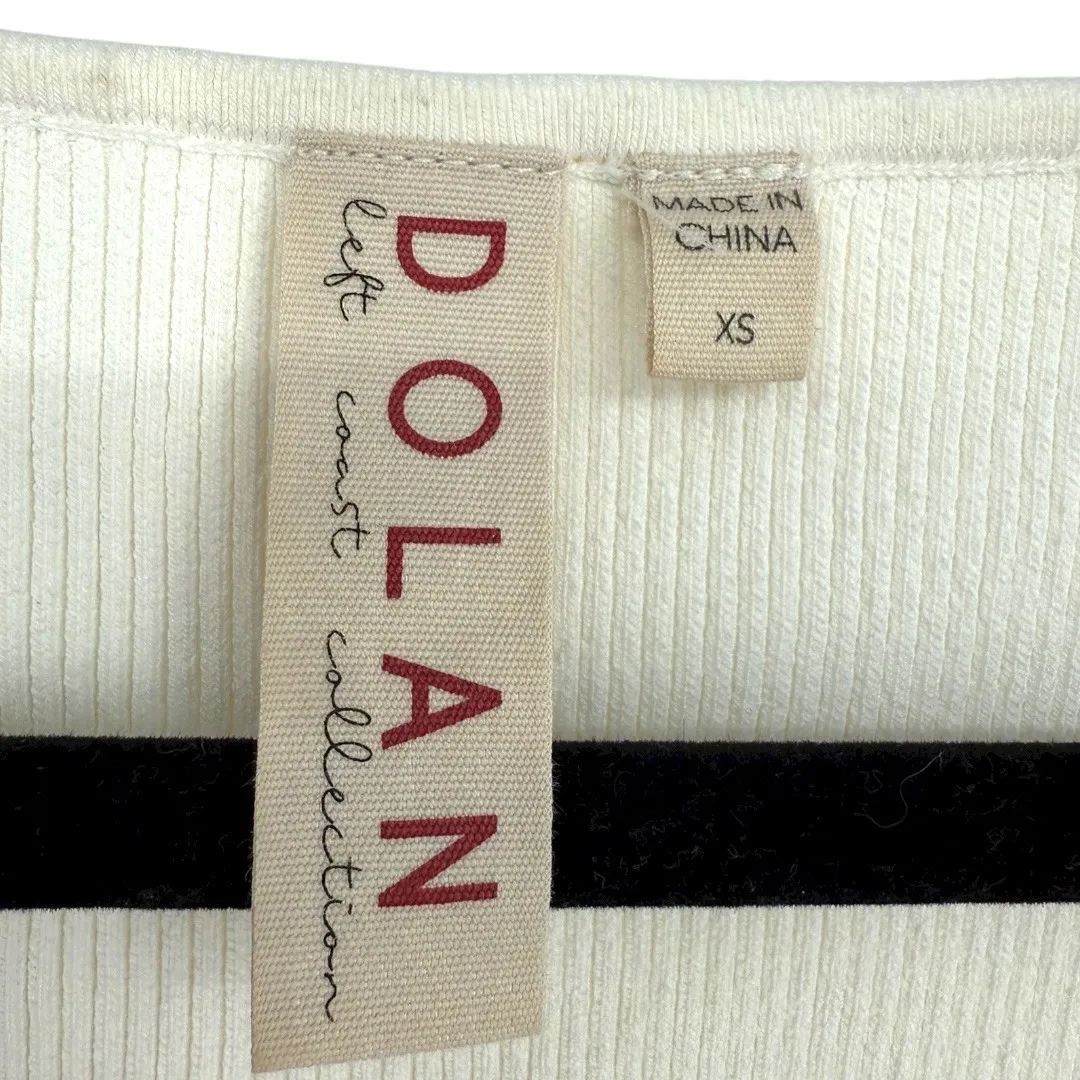 DOLAN
left coast collection
MADE IN
CHINA
XS